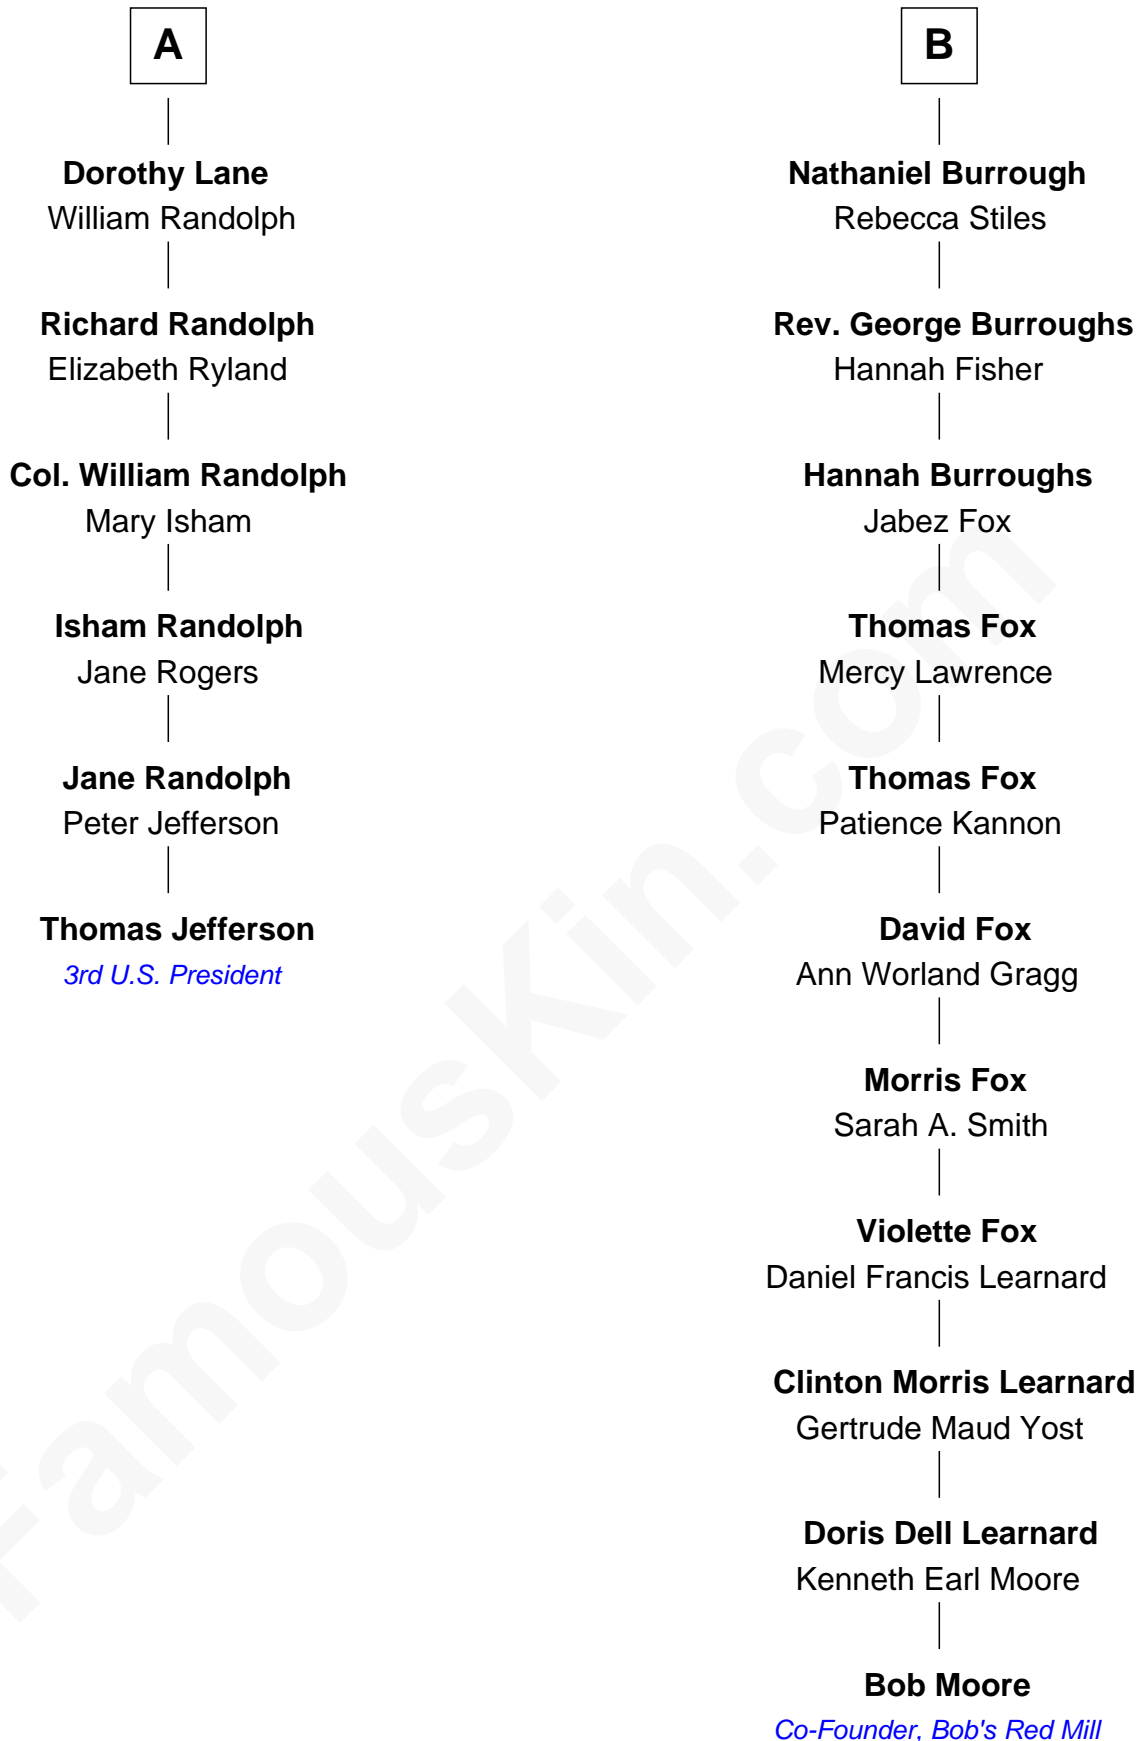 A
Dorothy Lane
William Randolph
Richard Randolph
Elizabeth Ryland
Col. William Randolph
Mary Isham
Isham Randolph
Jane Rogers
Jane Randolph
Peter Jefferson
Thomas Jefferson
3rd U.S. President
B
Nathaniel Burrough
Rebecca Stiles
Rev. George Burroughs
Hannah Fisher
Hannah Burroughs
Jabez Fox
Thomas Fox
Mercy Lawrence
Thomas Fox
Patience Kannon
David Fox
Ann Worland Gragg
Morris Fox
Sarah A. Smith
Violette Fox
Daniel Francis Learnard
Clinton Morris Learnard
Gertrude Maud Yost
Doris Dell Learnard
Kenneth Earl Moore
Bob Moore
Co-Founder, Bob's Red Mill
FamousKin.com